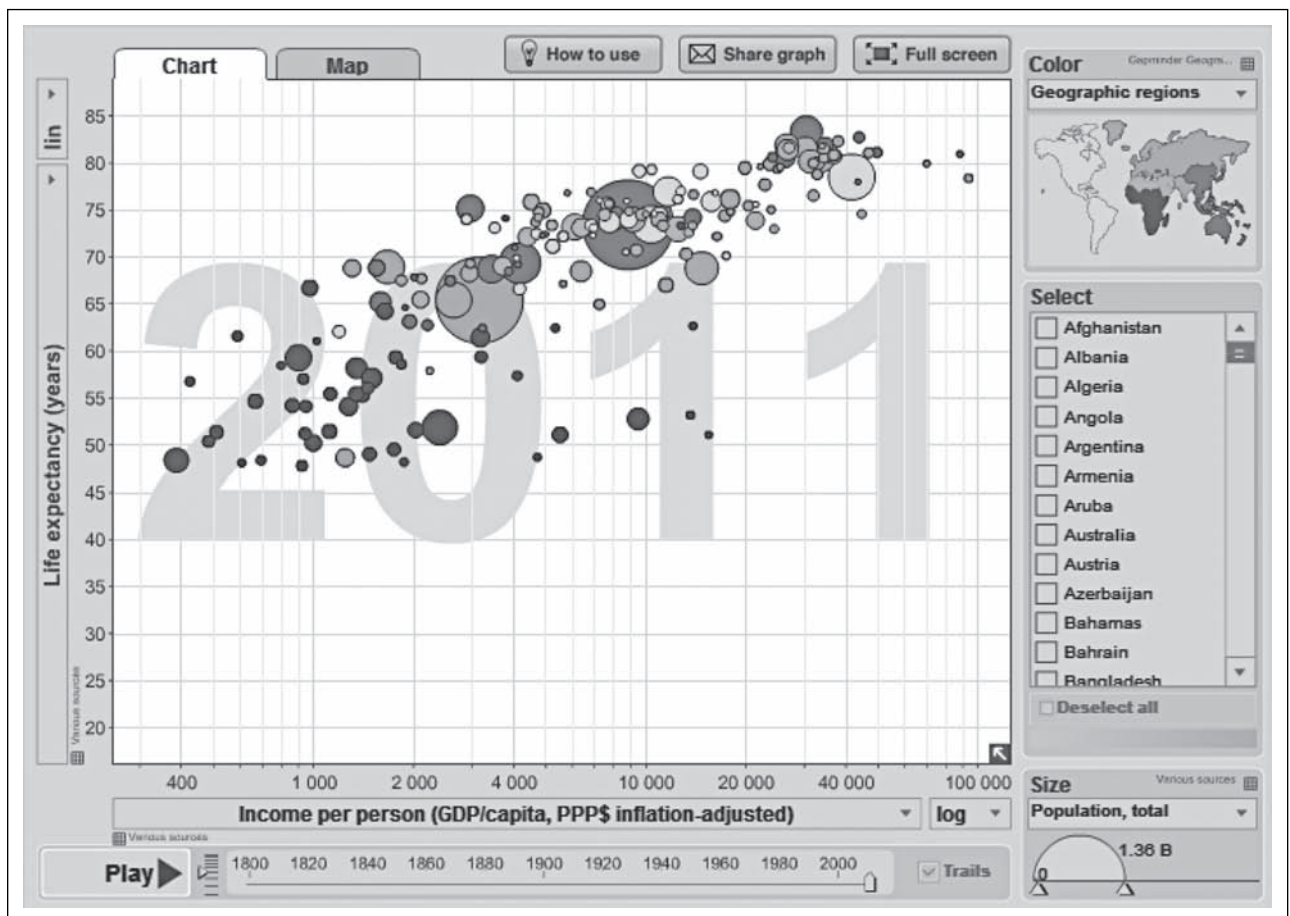 Chart
Map
How to use
Share graph
Full screen
lin
Life expectancy (years)
Various sources
85
80
75
70
65
60
55
50
45
40
35
30
25
20
2011
400
1 000
2 000
4 000
10 000
20 000
40 000
100 000
Income per person (GDP/capita, PPP$ inflation-adjusted)
log
Various sources
Play
1800 1820 1840 1860 1880 1900 1920 1940 1960 1980 2000
Trails
Color
Gapminder Geogra...
Geographic regions
Select
Afghanistan
Albania
Algeria
Angola
Argentina
Armenia
Aruba
Australia
Austria
Azerbaijan
Bahamas
Bahrain
Bangladesh
Deselect all
Size
Various sources
Population, total
1.36 B
0